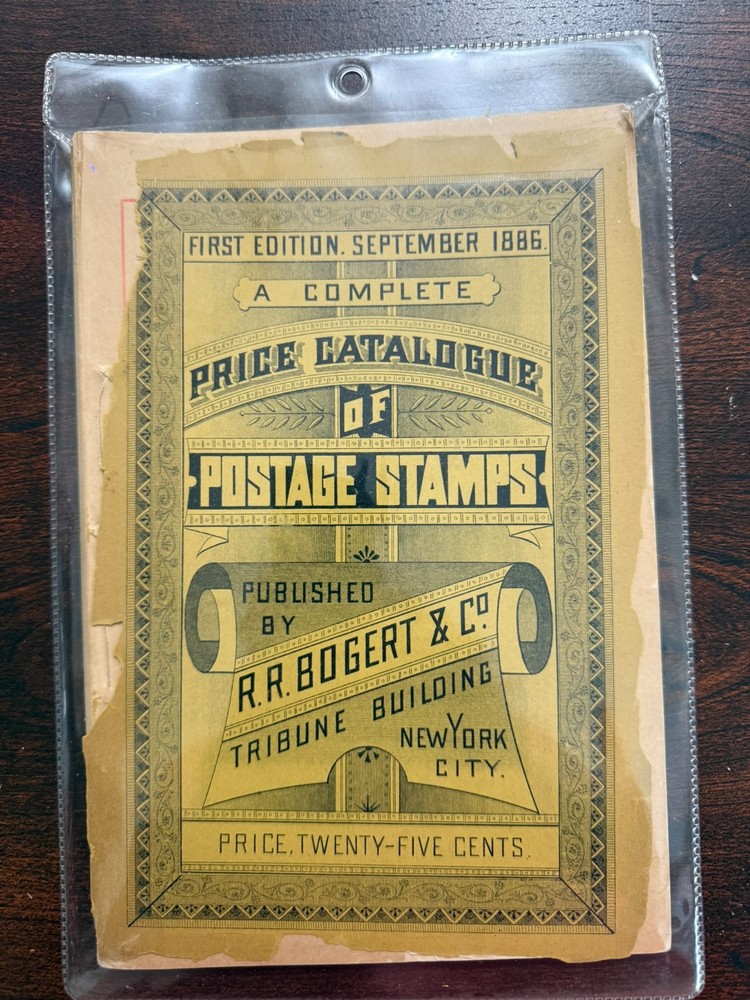 FIRST EDITION. SEPTEMBER 1886.
A COMPLETE
PRICE CATALOGUE
OF
POSTAGE STAMPS
PUBLISHED
BY
R.R. BOGERT & Co.
TRIBUNE BUILDING
NEW YORK
CITY.
PRICE, TWENTY-FIVE CENTS.